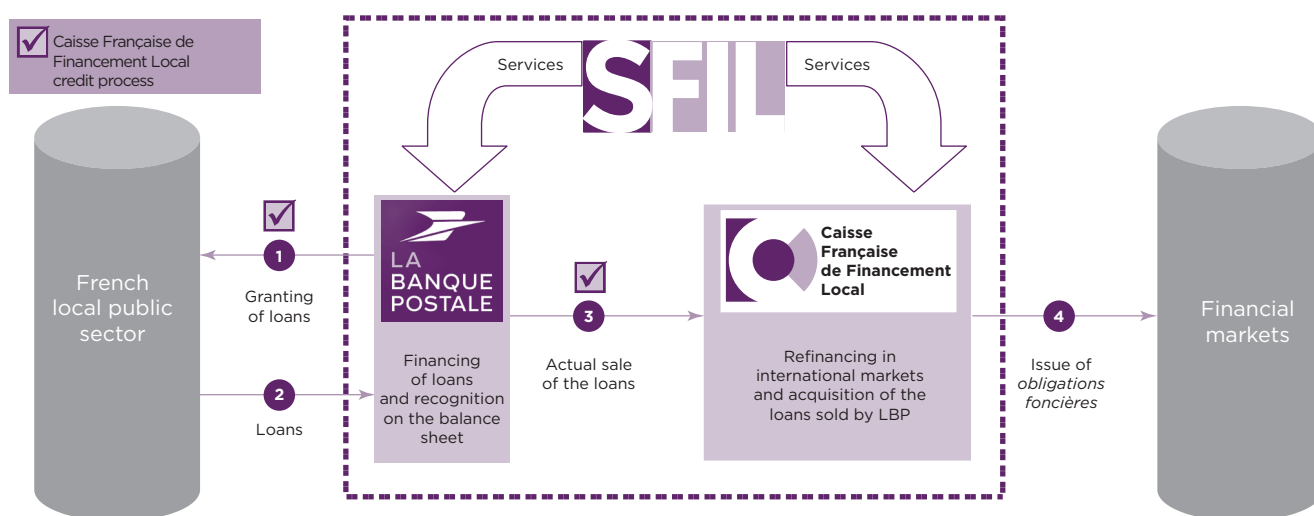 Caisse Française de
Financement Local
credit process
Services
SFIL
Services
French
local public
sector
1
Granting
of loans
2
Loans
LA
BANQUE
POSTALE
Financing
of loans
and recognition
on the balance
sheet
3
Actual sale
of the loans
Caisse
Française
de Financement
Local
Refinancing in
international markets
and acquisition of the
loans sold by LBP
4
Issue of
obligations
foncières
Financial
markets